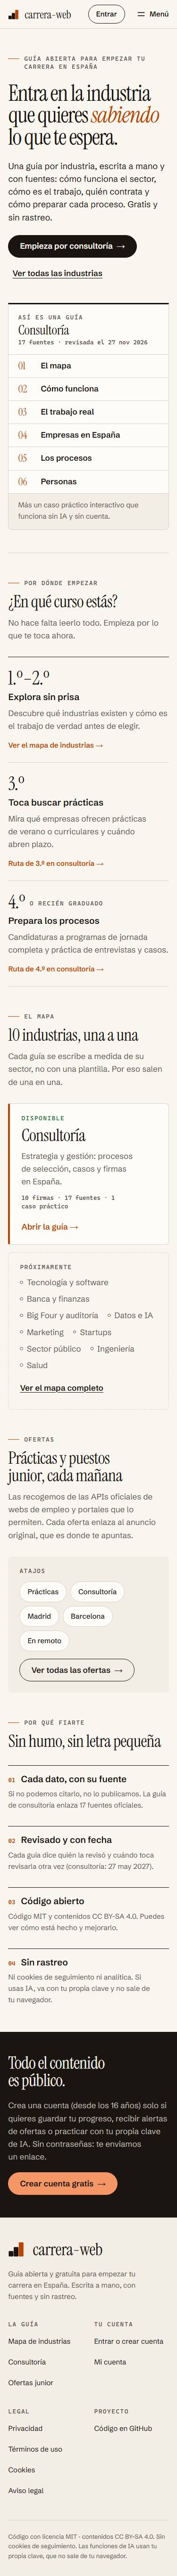 carrera-web
Entrar
Menú
GUÍA ABIERTA PARA EMPEZAR TU
CARRERA EN ESPAÑA
Entra en la industria
que quieres sabiendo
lo que te espera.
Una guía por industria, escrita a mano y
con fuentes: cómo funciona el sector,
cómo es el trabajo, quién contrata y
cómo preparar cada proceso. Gratis y
sin rastreo.
Empieza por consultoría →
Ver todas las industrias
ASÍ ES UNA GUÍA
Consultoría
17 fuentes · revisada el 27 nov 2026
01 El mapa
02 Cómo funciona
03 El trabajo real
04 Empresas en España
05 Los procesos
06 Personas
Más un caso práctico interactivo que
funciona sin IA y sin cuenta.
POR DÓNDE EMPEZAR
¿En qué curso estás?
No hace falta leerlo todo. Empieza por lo
que te toca ahora.
1.º–2.º
Explora sin prisa
Descubre qué industrias existen y cómo es
el trabajo de verdad antes de elegir.
Ver el mapa de industrias →
3.º
Toca buscar prácticas
Mira qué empresas ofrecen prácticas
de verano o curriculares y cuándo
abren plazo.
Ruta de 3.º en consultoría →
4.º O RECIÉN GRADUADO
Prepara los procesos
Candidaturas a programas de jornada
completa y práctica de entrevistas y casos.
Ruta de 4.º en consultoría →
EL MAPA
10 industrias, una a una
Cada guía se escribe a medida de su
sector, no con una plantilla. Por eso salen
de una en una.
DISPONIBLE
Consultoría
Estrategia y gestión: procesos
de selección, casos y firmas
en España.
10 firmas · 17 fuentes · 1
caso práctico
Abrir la guía →
PRÓXIMAMENTE
Tecnología y software
Banca y finanzas
Big Four y auditoría
Datos e IA
Marketing
Startups
Sector público
Ingeniería
Salud
Ver el mapa completo
OFERTAS
Prácticas y puestos
junior, cada mañana
Las recogemos de las APIs oficiales de
webs de empleo y portales que lo
permiten. Cada oferta enlaza al anuncio
original, que es donde te apuntas.
ATAJOS
Prácticas
Consultoría
Madrid
Barcelona
En remoto
Ver todas las ofertas →
POR QUÉ FIARTE
Sin humo, sin letra pequeña
01 Cada dato, con su fuente
Si no podemos citarlo, no lo publicamos. La guía
de consultoría enlaza 17 fuentes oficiales.
02 Revisado y con fecha
Cada guía dice quién la revisó y cuándo toca
revisarla otra vez (consultoría: 27 may 2027).
03 Código abierto
Código MIT y contenidos CC BY-SA 4.0. Puedes
ver cómo está hecho y mejorarlo.
04 Sin rastreo
Ni cookies de seguimiento ni analítica. Si
usas IA, va con tu propia clave y no sale de
tu navegador.
Todo el contenido
es público.
Crea una cuenta (desde los 16 años) solo si
quieres guardar tu progreso, recibir alertas
de ofertas o practicar con tu propia clave
de IA. Sin contraseñas: te enviamos
un enlace.
Crear cuenta gratis →
carrera-web
Guía abierta y gratuita para empezar tu
carrera en España. Escrita a mano, con
fuentes y sin rastreo.
LA GUÍA
Mapa de industrias
Consultoría
Ofertas junior
TU CUENTA
Entrar o crear cuenta
Mi cuenta
LEGAL
Privacidad
Términos de uso
Cookies
Aviso legal
PROYECTO
Código en GitHub
Código con licencia MIT · contenidos CC BY-SA 4.0. Sin
cookies de seguimiento. Las funciones de IA usan tu
propia clave, que no sale de tu navegador.